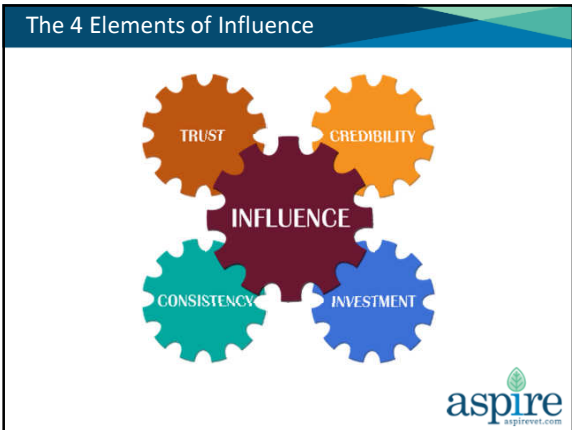 The 4 Elements of Influence
TRUST
CREDIBILITY
INFLUENCE
CONSISTENCY
INVESTMENT
aspire
aspirevet.com